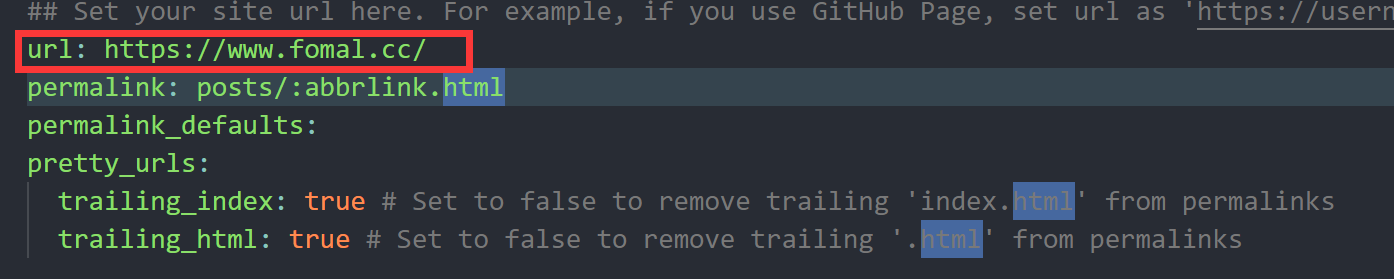 ## Set your site url here. For example, if you use GitHub Page, set url as 'https://usern
url: https://www.fomal.cc/
permalink: posts/:abbrlink.html
permalink_defaults:
pretty_urls:
trailing_index: true # Set to false to remove trailing 'index.html' from permalinks
trailing_html: true # Set to false to remove trailing '.html' from permalinks